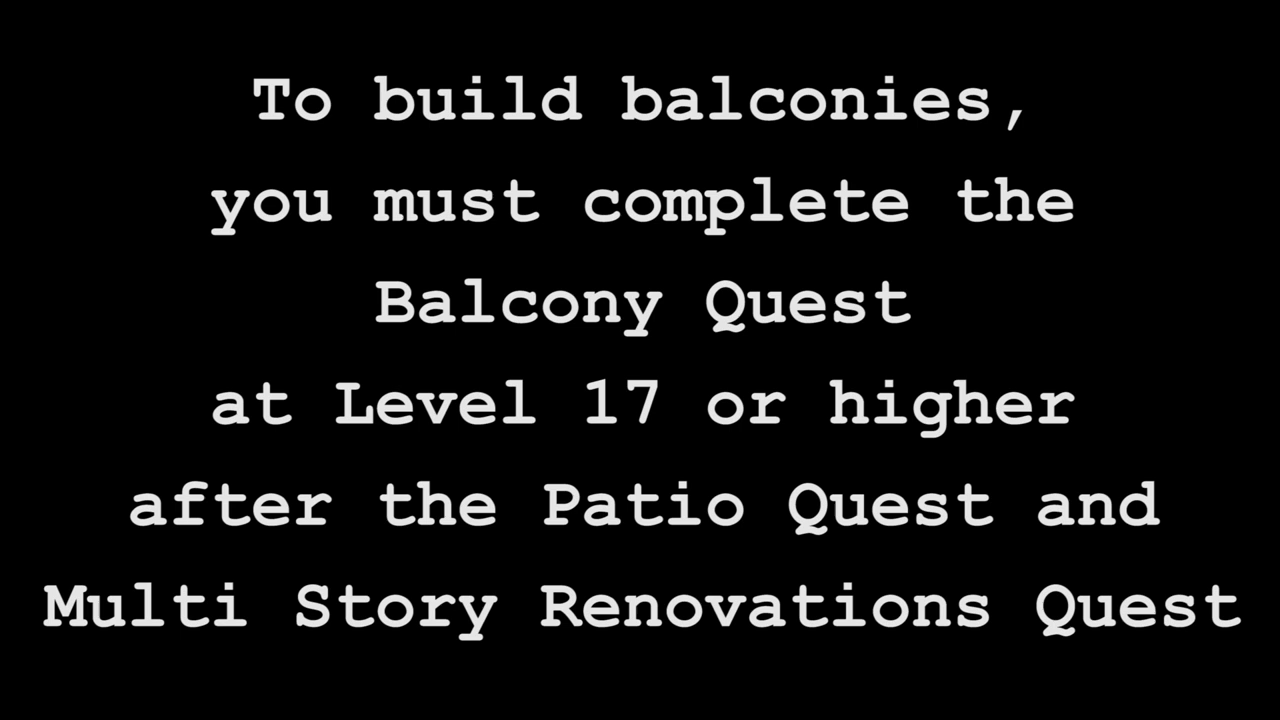 To build balconies,
you must complete the
Balcony Quest
at Level 17 or higher
after the Patio Quest and
Multi Story Renovations Quest